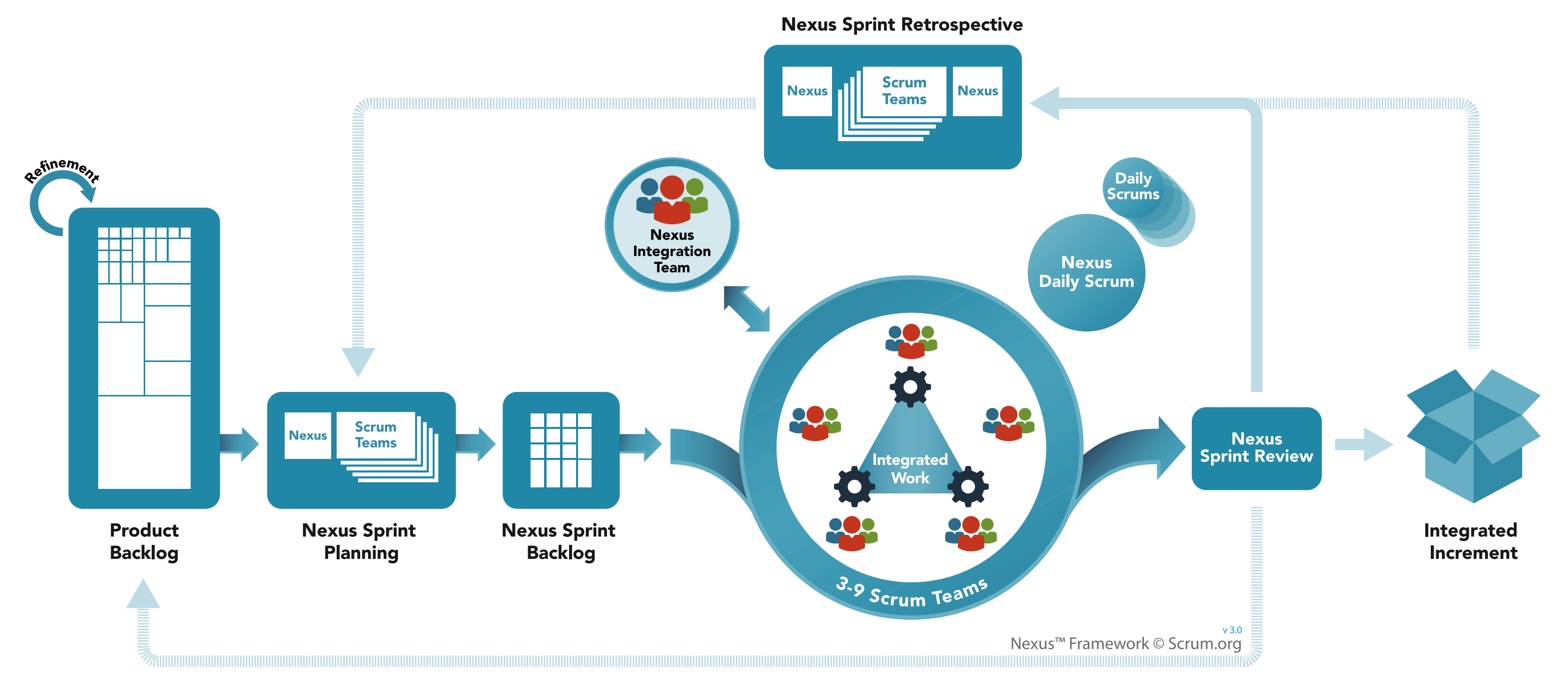 Nexus Sprint Retrospective
Nexus
Scrum
Teams
Nexus
Refinement
Daily
Scrums
Nexus
Integration
Team
Nexus
Daily Scrum
Nexus
Scrum
Teams
Integrated
Work
Nexus
Sprint Review
Product
Backlog
Nexus Sprint
Planning
Nexus Sprint
Backlog
3-9 Scrum Teams
Integrated
Increment
v 3.0
Nexus™ Framework © Scrum.org